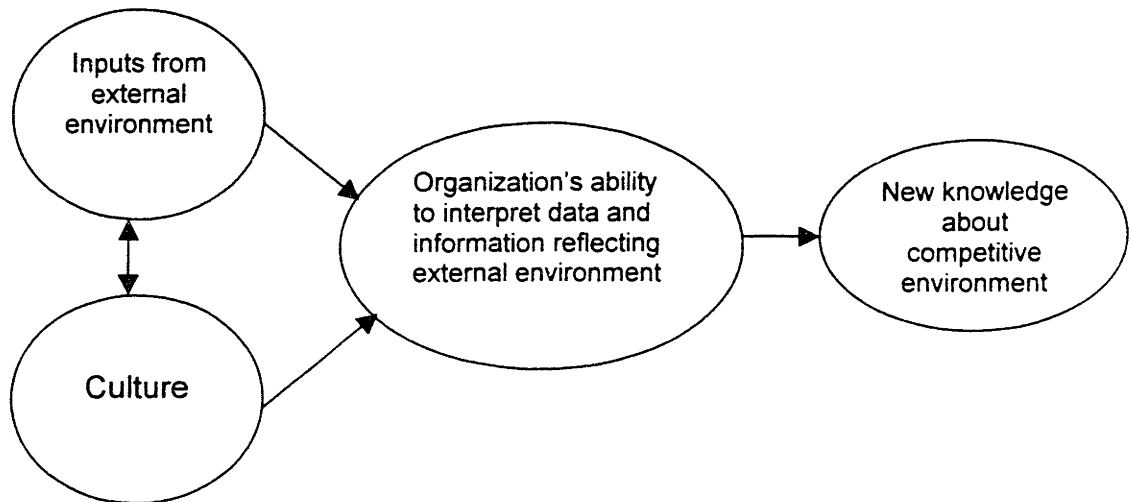 Inputs from
external
environment
Organization's ability
to interpret data and
information reflecting
external environment
New knowledge
about
competitive
environment
Culture